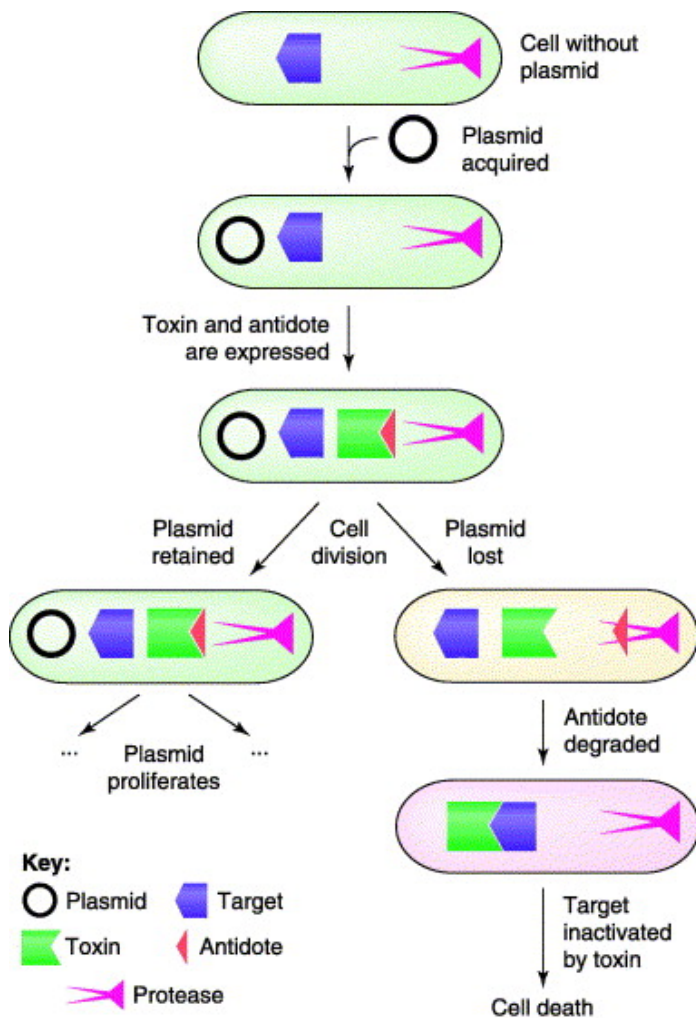 Cell without
plasmid
Plasmid
acquired
Toxin and antidote
are expressed
Plasmid
retained
Cell
division
Plasmid
lost
Antidote
degraded
...
Plasmid
proliferates
...
Key:
Plasmid
Target
Toxin
Antidote
Protease
Target
inactivated
by toxin
Cell death